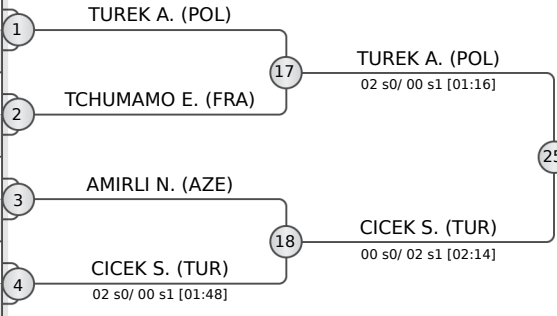 TUREK A. (POL)
1
TUREK A. (POL)
17
02 s0/ 00 s1 [01:16]
TCHUMAMO E. (FRA)
2
25
AMIRLI N. (AZE)
3
CICEK S. (TUR)
18
00 s0/ 02 s1 [02:14]
CICEK S. (TUR)
4
02 s0/ 00 s1 [01:48]